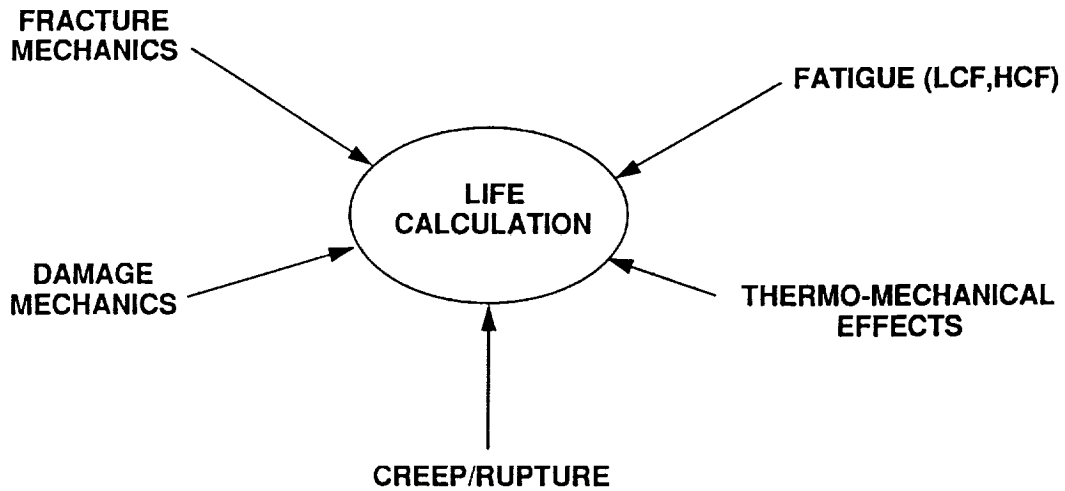 FRACTURE
MECHANICS
FATIGUE (LCF,HCF)
LIFE
CALCULATION
DAMAGE
MECHANICS
THERMO-MECHANICAL
EFFECTS
CREEP/RUPTURE